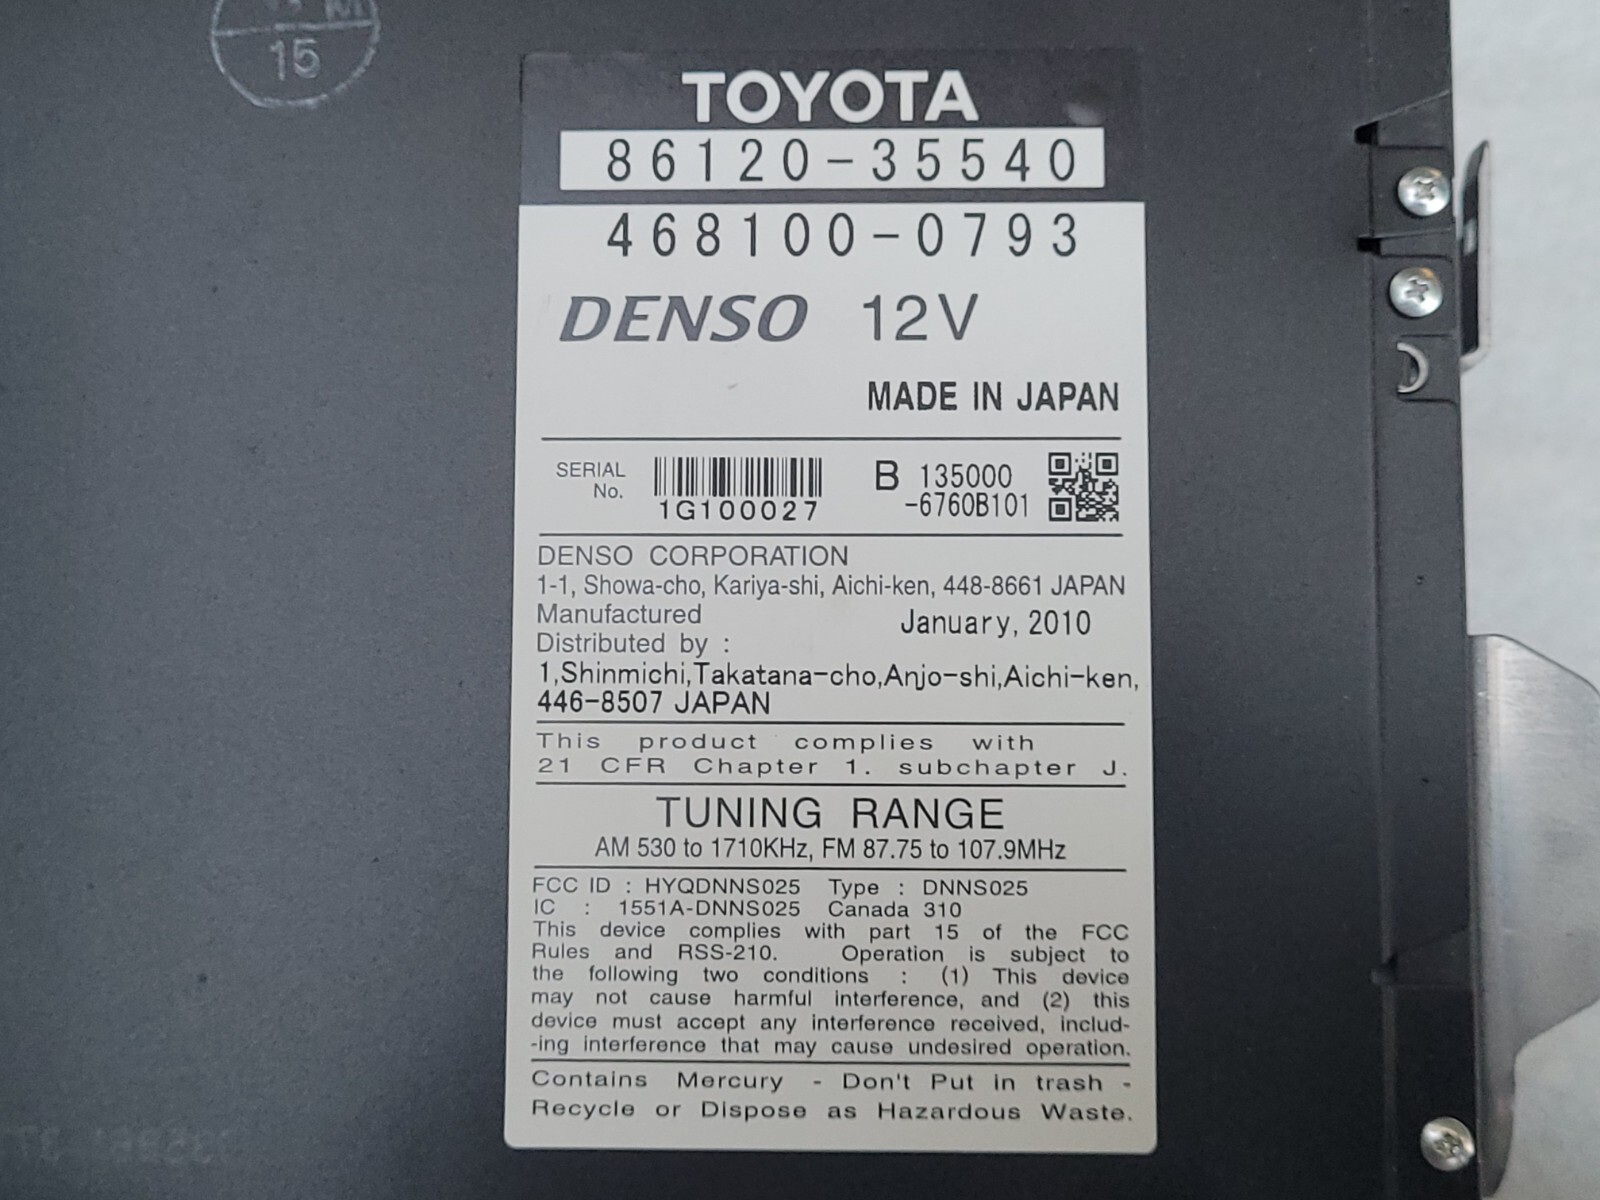 15
TOYOTA
86120-35540
468100-0793
DENSO 12V
MADE IN JAPAN
SERIAL No. 1G100027
B 135000
-6760B101
DENSO CORPORATION
1-1, Showa-cho, Kariya-shi, Aichi-ken, 448-8661 JAPAN
Manufactured January, 2010
Distributed by :
1,Shinmichi,Takatana-cho,Anjo-shi,Aichi-ken,
446-8507 JAPAN
This product complies with
21 CFR Chapter 1. subchapter J.
TUNING RANGE
AM 530 to 1710KHz, FM 87.75 to 107.9MHz
FCC ID : HYQDNNS025 Type : DNNS025
IC : 1551A-DNNS025 Canada 310
This device complies with part 15 of the FCC
Rules and RSS-210. Operation is subject to
the following two conditions : (1) This device
may not cause harmful interference, and (2) this
device must accept any interference received, includ-
-ing interference that may cause undesired operation.
Contains Mercury - Don't Put in trash -
Recycle or Dispose as Hazardous Waste.